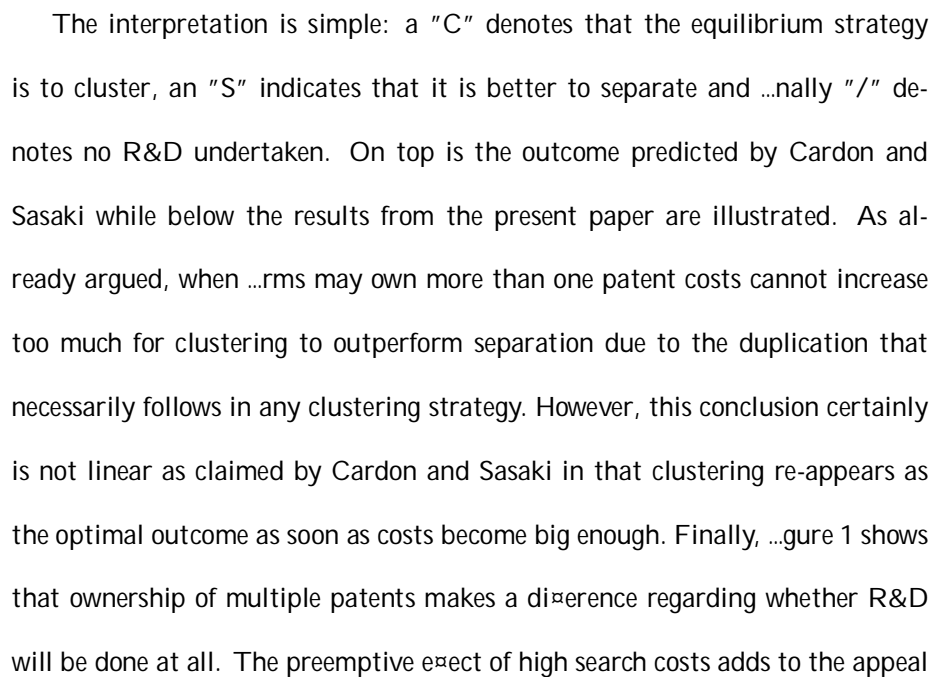 The interpretation is simple: a "C" denotes that the equilibrium strategy
is to cluster, an "S" indicates that it is better to separate and …nally "/" de-
notes no R&D undertaken. On top is the outcome predicted by Cardon and
Sasaki while below the results from the present paper are illustrated. As al-
ready argued, when …rms may own more than one patent costs cannot increase
too much for clustering to outperform separation due to the duplication that
necessarily follows in any clustering strategy. However, this conclusion certainly
is not linear as claimed by Cardon and Sasaki in that clustering re-appears as
the optimal outcome as soon as costs become big enough. Finally, …gure 1 shows
that ownership of multiple patents makes a di¤erence regarding whether R&D
will be done at all. The preemptive e¤ect of high search costs adds to the appeal